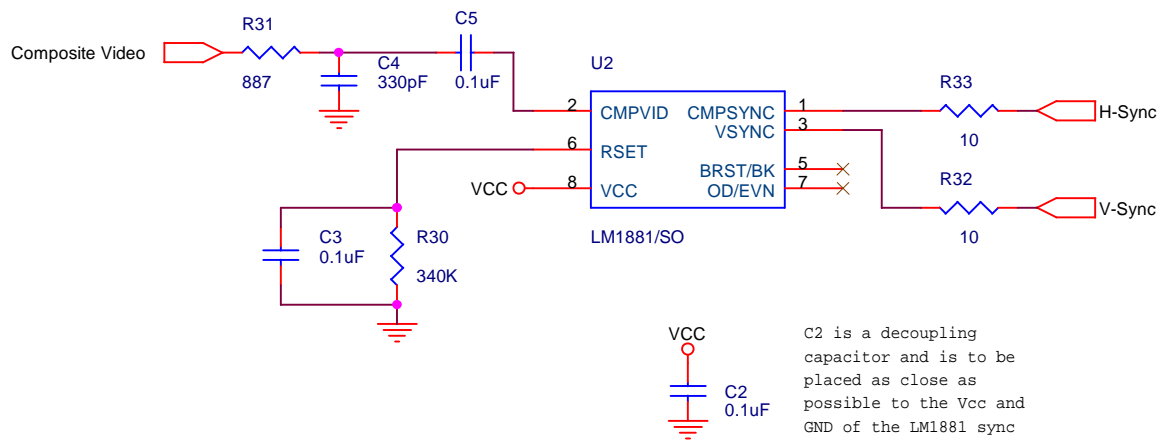 C5
R31
Composite Video
C4
887
330pF
0.1uF
U2
R33
2 CMPVID CMPSYNC 1
H-Sync
VSYNC 3
10
6 RSET
BRST/BK 5
R32
VCC 8 VCC OD/EVN 7
V-Sync
C3
R30
LM1881/SO
10
0.1uF
340K
VCC
C2
0.1uF
C2 is a decoupling
capacitor and is to be
placed as close as
possible to the Vcc and
GND of the LM1881 sync